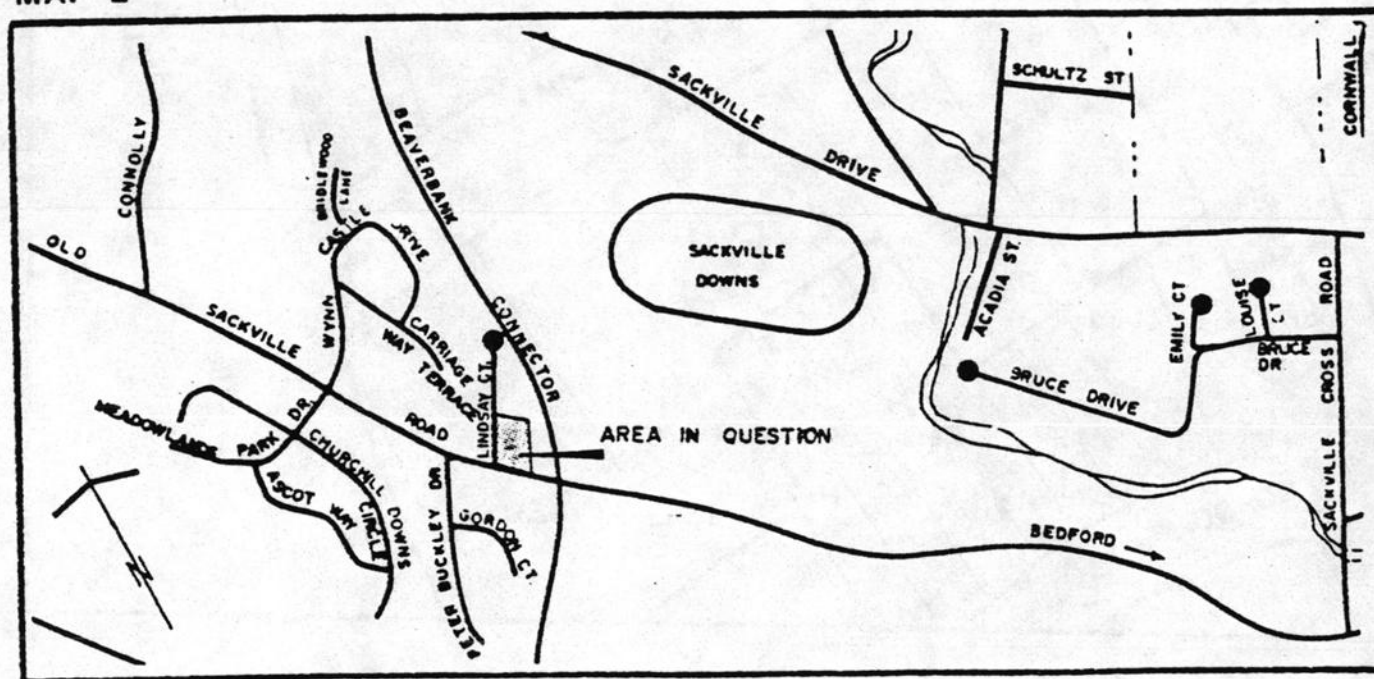 SACKVILLE
DRIVE
SCHULTZ ST
CORNWALL
CONNOLLY
BRIDLEWOOD
LANE
BEAVERBANK
CONNECTOR
CASTLE
DRIVE
WYNN
OLD
SACKVILLE
ROAD
SACKVILLE
DOWNS
ACADIA ST.
EMILY CT
LOUISE
CT
BRUCE
DR
BRUCE DRIVE
SACKVILLE CROSS ROAD
CARRIAGE
WAY TERRACE
LINDSAY CT.
AREA IN QUESTION
MEADOWLANDS
PARK DR.
CHURCHILL
DOWNS
CIRCLE
ASCOT
WAY
PETER BUCKLEY DR
GORDON CT.
BEDFORD
N